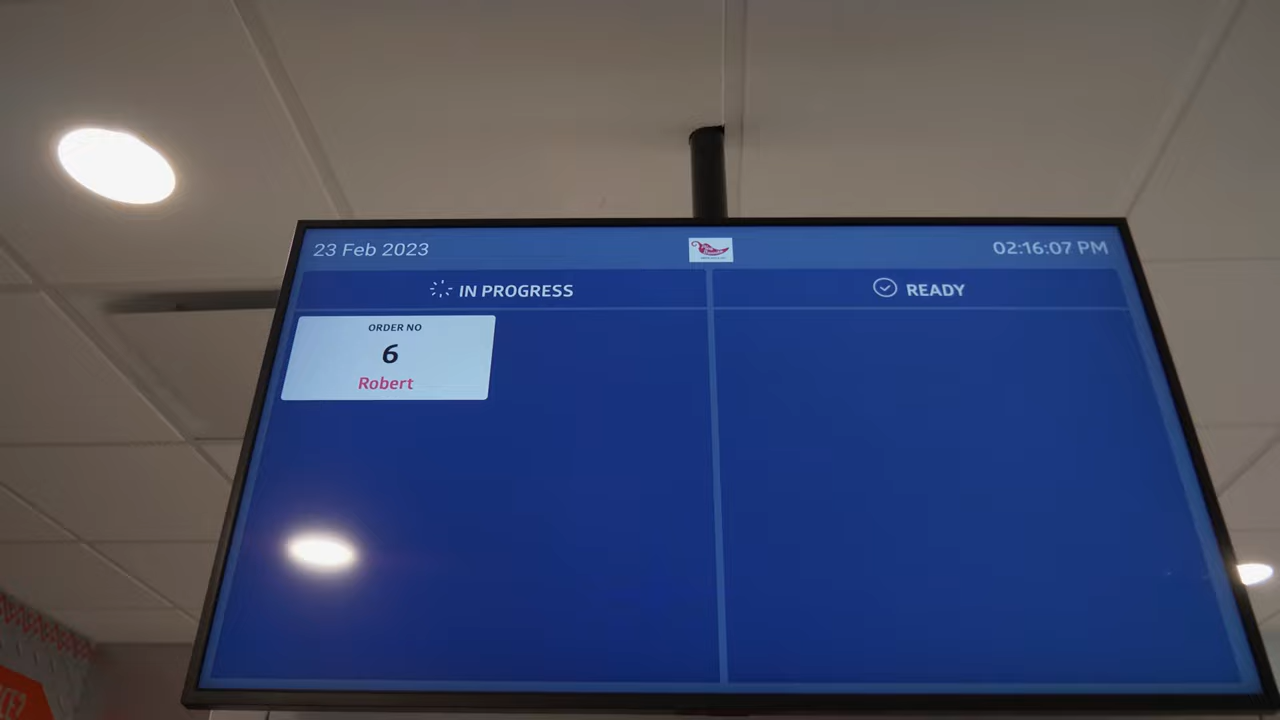 23 Feb 2023
02:16:07 PM
IN PROGRESS
READY
ORDER NO
6
Robert